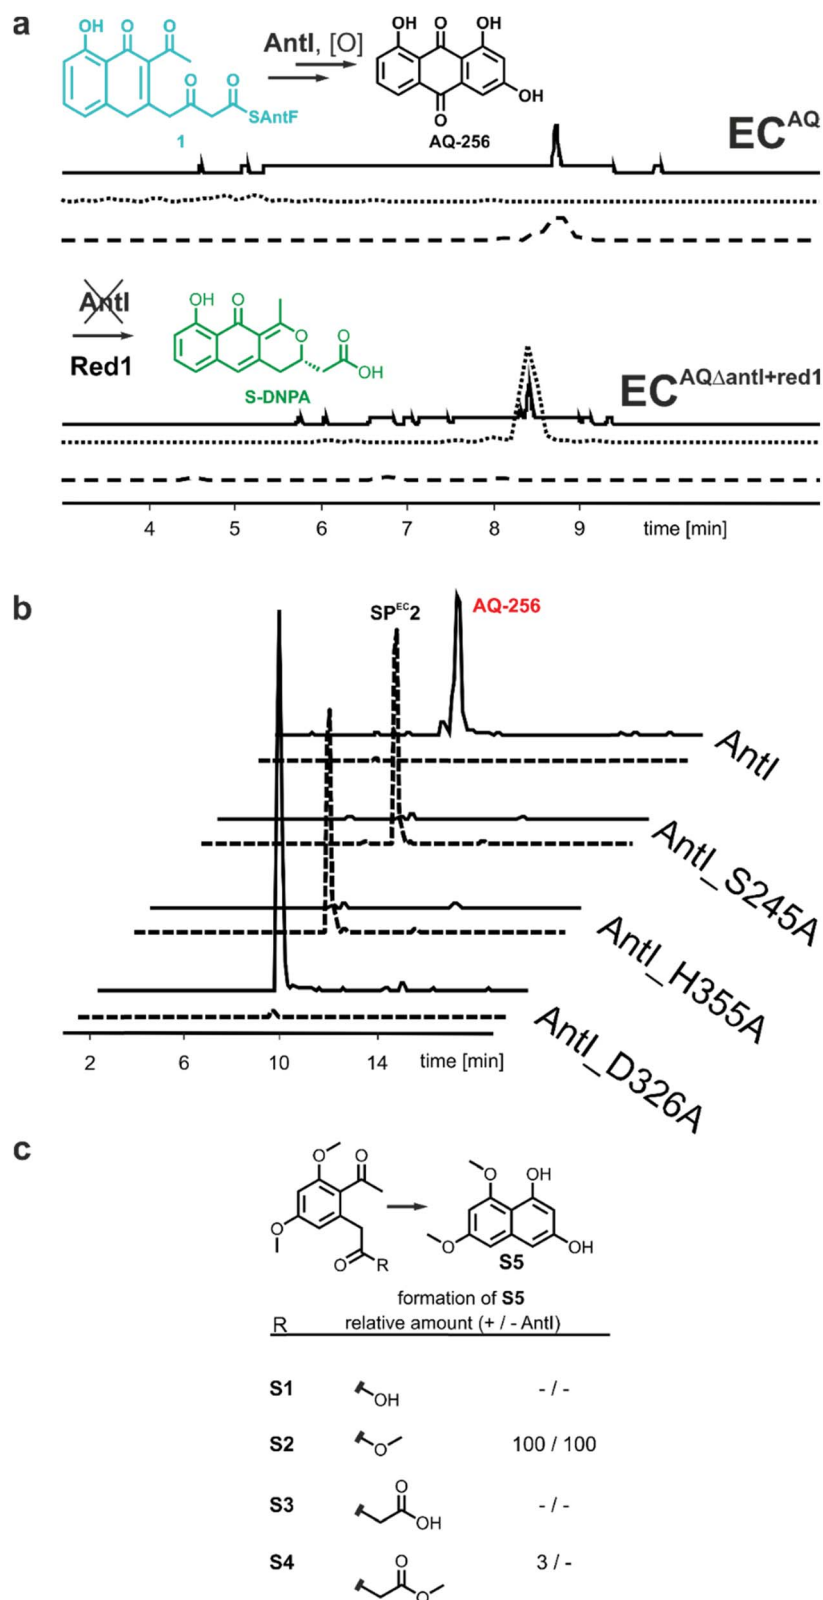 a
OH O O
O O
SAntF
1
AntI, [O]
OH O OH
O
OH
AQ-256
EC^AQ
AntI
Red1
OH O
O
O
OH
S-DNPA
EC^AQΔantI+red1
4 5 6 7 8 9 time [min]
b
SP^EC2
AQ-256
AntI
AntI_S245A
AntI_H355A
AntI_D326A
2 6 10 14 time [min]
c
O O
O
O R
O OH
O OH
S5
formation of S5
R relative amount (+ / - AntI)
S1 OH - / -
S2 O 100 / 100
S3 O OH - / -
S4 O O 3 / -